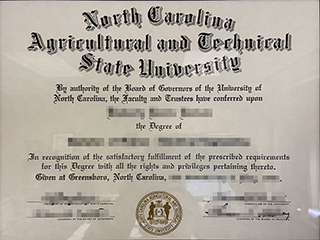 North Carolina
Agricultural and Technical
State University
By authority of the Board of Governors of the University of
North Carolina, the Faculty and Trustees have conferred upon
the Degree of
In recognition of the satisfactory fulfillment of the prescribed requirements
for this Degree with all the rights and privileges pertaining thereto.
Given at Greensboro, North Carolina,